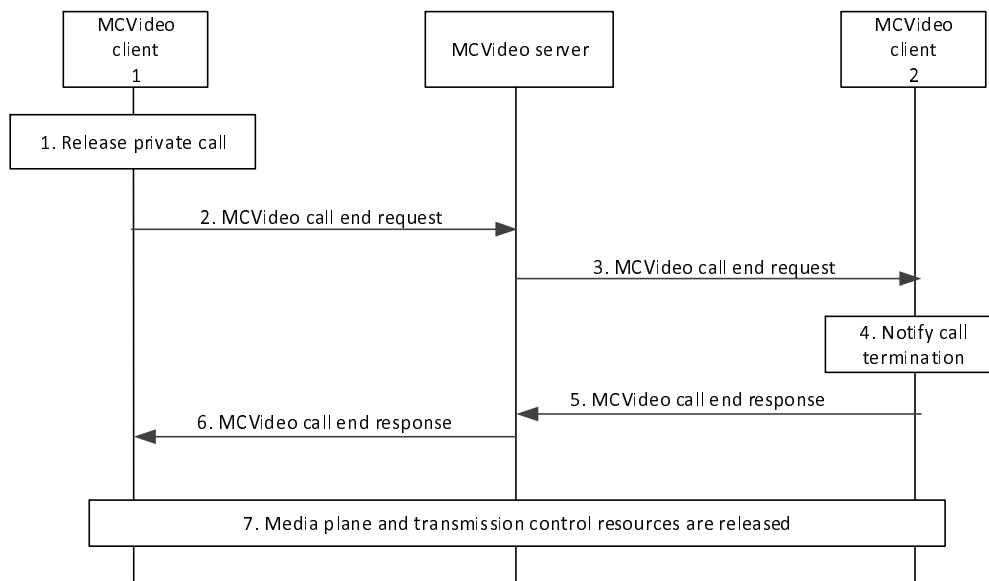 MCVideo
client
1
MCVideo server
MCVideo
client
2
1. Release private call
2. MCVideo call end request
3. MCVideo call end request
4. Notify call
termination
5. MCVideo call end response
6. MCVideo call end response
7. Media plane and transmission control resources are released